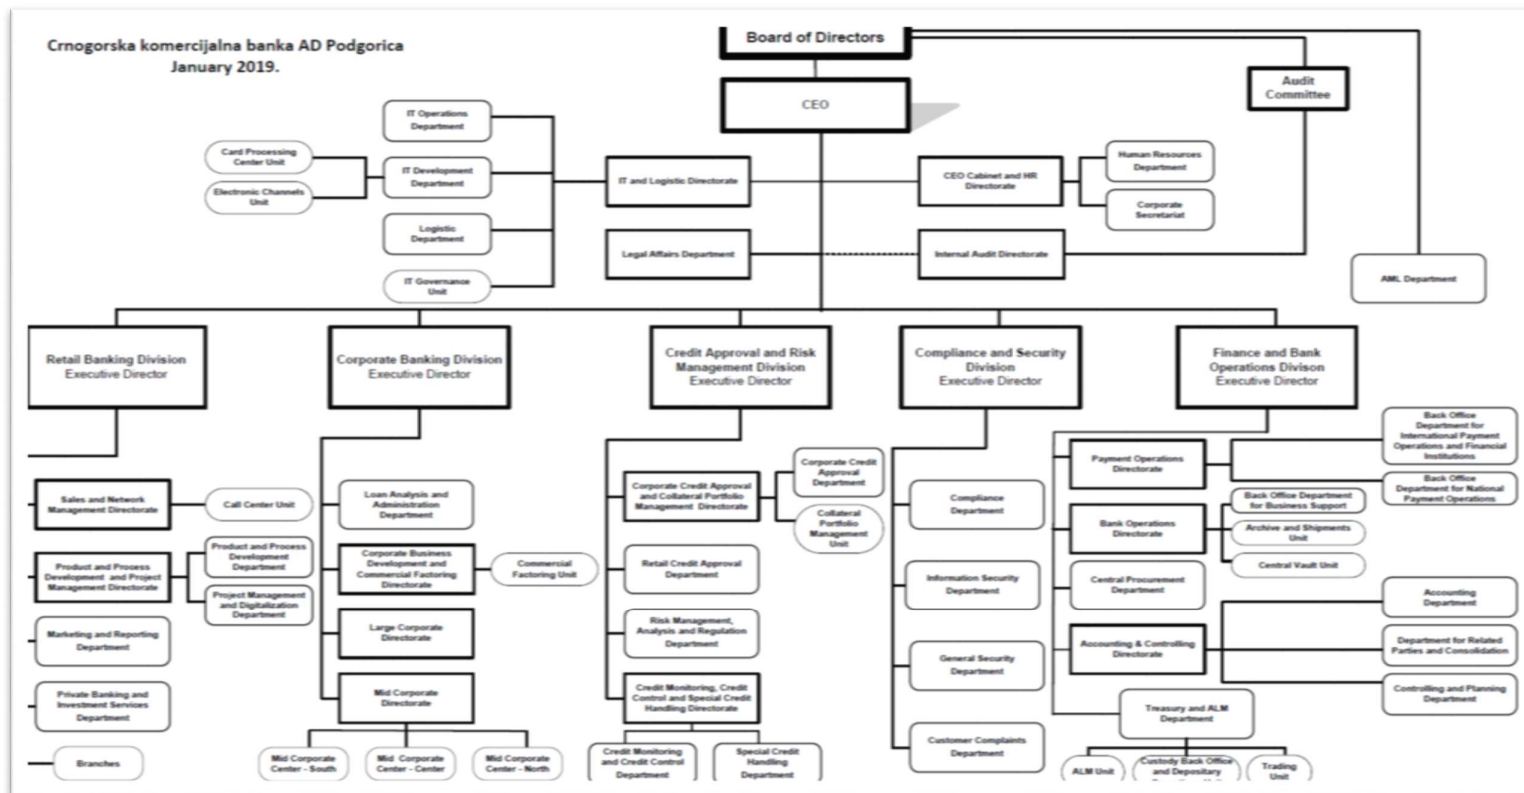 Crnogorska komercijalna banka AD Podgorica
January 2019.
Board of Directors
CEO
Audit
Committee
IT Operations
Department
Card Processing
Center Unit
Electronic Channels
Unit
IT Development
Department
Logistic
Department
IT Governance
Unit
IT and Logistic Directorate
Legal Affairs Department
CEO Cabinet and HR
Directorate
Human Resources
Department
Corporate
Secretariat
Internal Audit Directorate
AML Department
Retail Banking Division
Executive Director
Corporate Banking Division
Executive Director
Credit Approval and Risk
Management Division
Executive Director
Compliance and Security
Division
Executive Director
Finance and Bank
Operations Divison
Executive Director
Sales and Network
Management Directorate
Call Center Unit
Product and Process
Development and Project
Management Directorate
Product and Process
Development
Department
Project Management
and Digitalization
Department
Marketing and Reporting
Department
Private Banking and
Investment Services
Department
Branches
Loan Analysis and
Administration
Department
Corporate Business
Development and
Commercial Factoring
Directorate
Commercial
Factoring Unit
Large Corporate
Directorate
Mid Corporate
Directorate
Mid Corporate
Center - South
Mid Corporate
Center - Center
Mid Corporate
Center - North
Corporate Credit Approval
and Collateral Portfolio
Management Directorate
Corporate Credit
Approval
Department
Collateral
Portfolio
Management
Unit
Retail Credit Approval
Department
Risk Management,
Analysis and Regulation
Department
Credit Monitoring, Credit
Control and Special Credit
Handling Directorate
Credit Monitoring
and Credit Control
Department
Special Credit
Handling
Department
Compliance
Department
Information Security
Department
General Security
Department
Customer Complaints
Department
Payment Operations
Directorate
Back Office
Department for
International Payment
Operations and Financial
Institutions
Back Office
Department for National
Payment Operations
Bank Operations
Directorate
Back Office Department
for Business Support
Archive and Shipments
Unit
Central Vault Unit
Central Procurement
Department
Accounting & Controlling
Directorate
Accounting
Department
Department for Related
Parties and Consolidation
Controlling and Planning
Department
Treasury and ALM
Department
ALM Unit
Custody Back Office
and Depositary
Trading
Unit